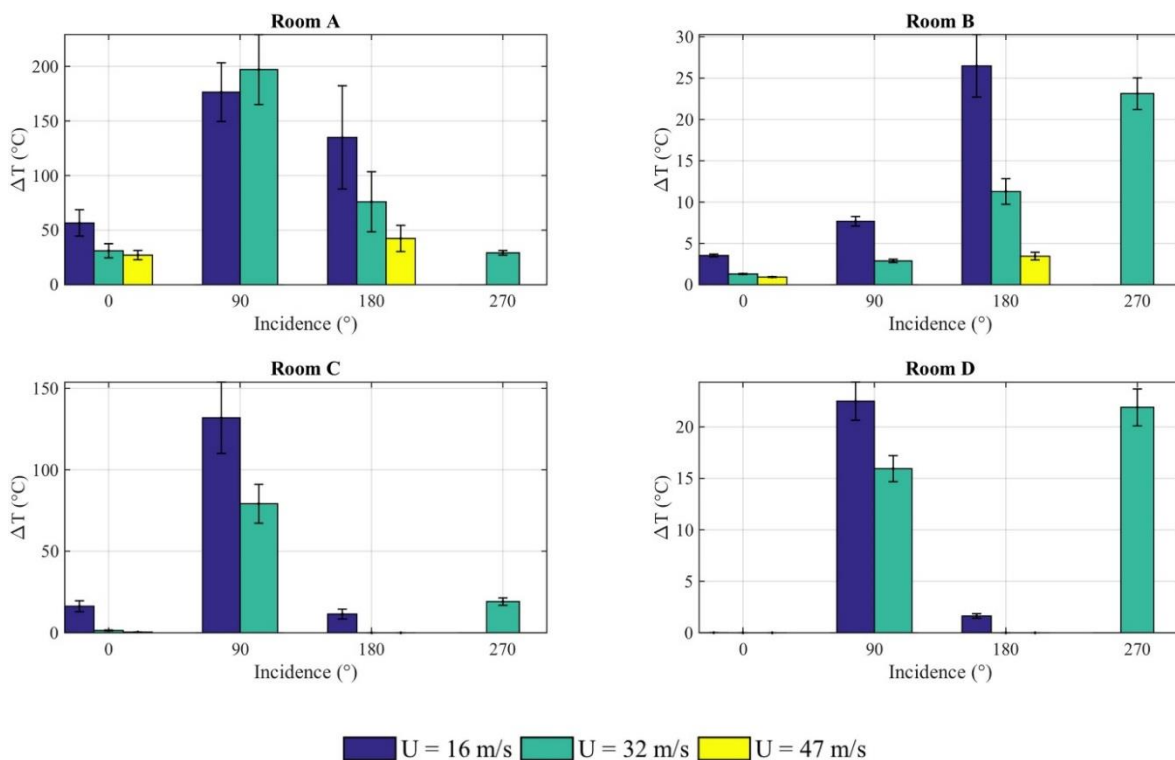 Room A
200
150
100
50
0
ΔT (°C)
0 90 180 270
Incidence (°)
Room B
30
25
20
15
10
5
0
ΔT (°C)
0 90 180 270
Incidence (°)
Room C
150
100
50
0
ΔT (°C)
0 90 180 270
Incidence (°)
Room D
20
15
10
5
0
ΔT (°C)
0 90 180 270
Incidence (°)
U = 16 m/s U = 32 m/s U = 47 m/s